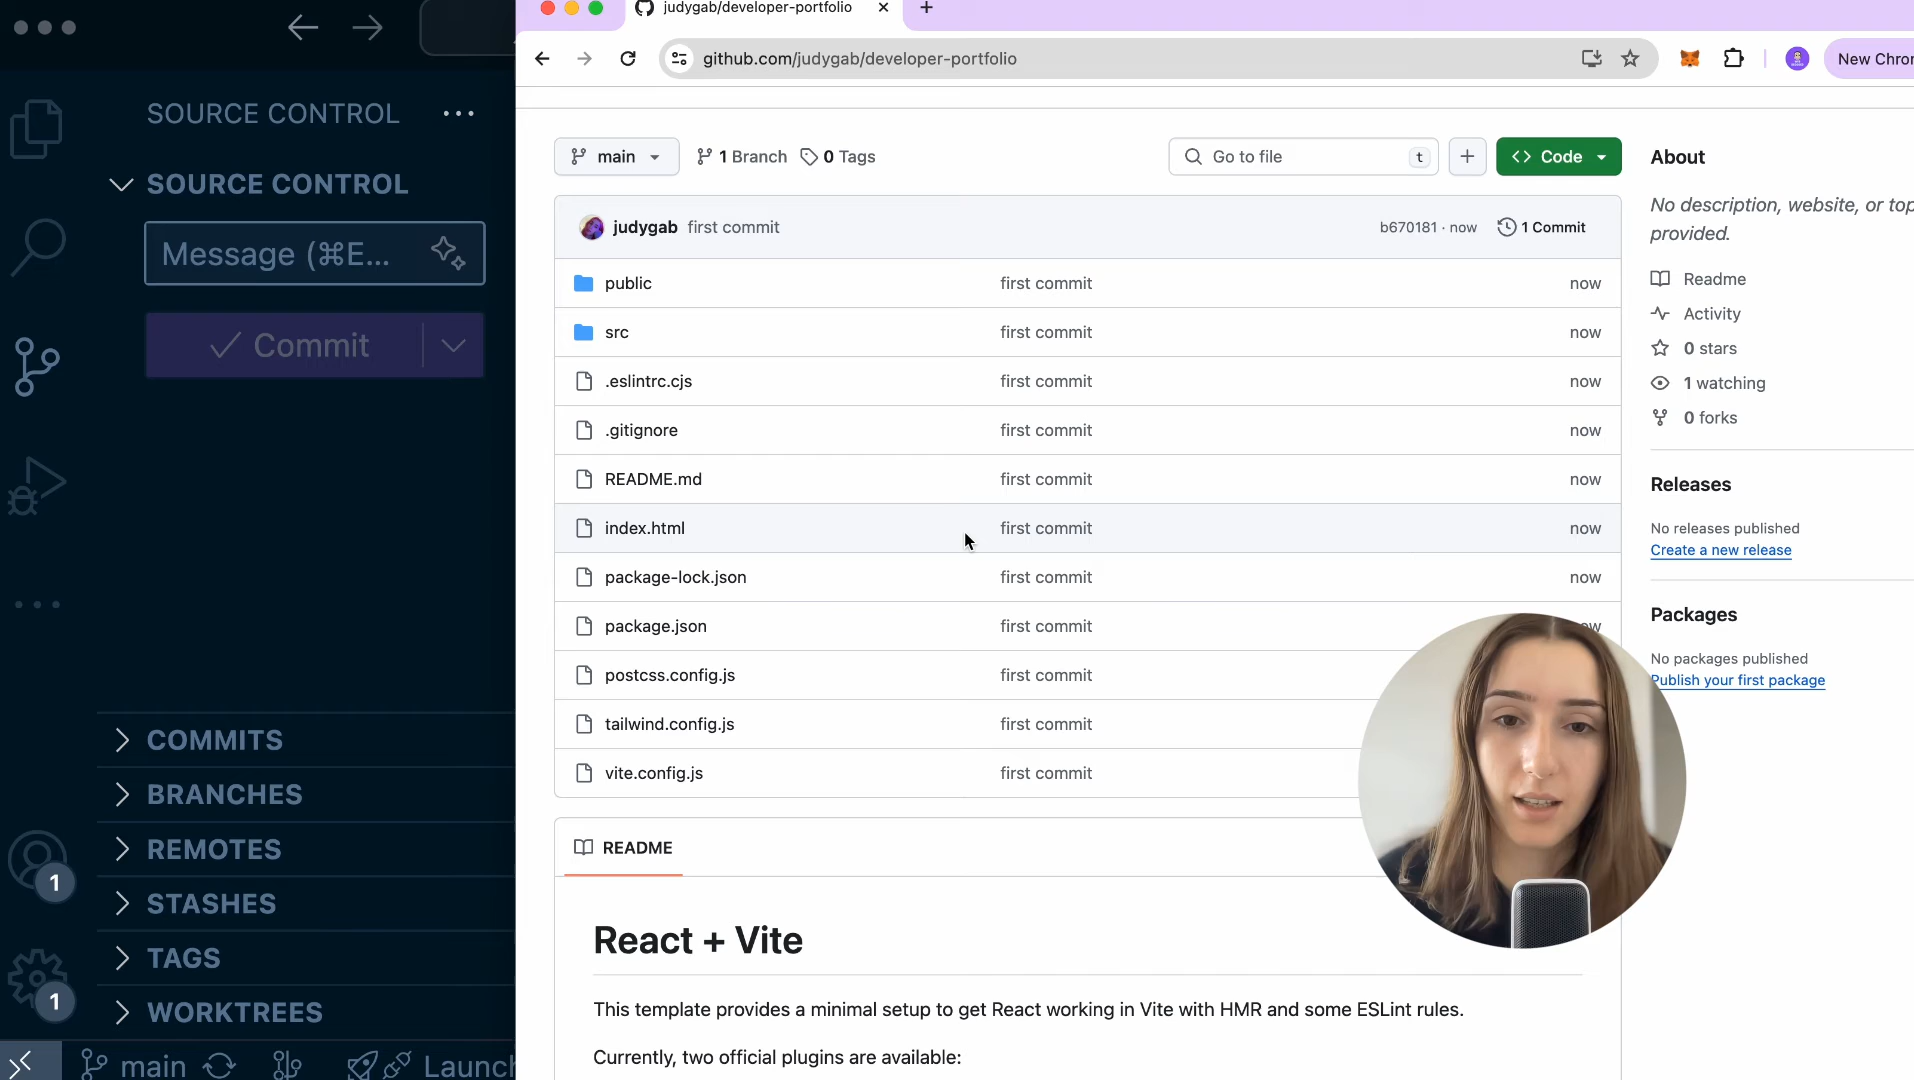 SOURCE CONTROL
SOURCE CONTROL
Message (⌘E...
Commit
COMMITS
BRANCHES
REMOTES
STASHES
TAGS
WORKTREES
1
1
main
Launch
judygab/developer-portfolio
github.com/judygab/developer-portfolio
New Chro
main
1 Branch
0 Tags
Go to file
t
Code
judygab first commit
b670181 · now
1 Commit
public first commit now
src first commit now
.eslintrc.cjs first commit now
.gitignore first commit now
README.md first commit now
index.html first commit now
package-lock.json first commit now
package.json first commit
postcss.config.js first commit
tailwind.config.js first commit
vite.config.js first commit
README
React + Vite
This template provides a minimal setup to get React working in Vite with HMR and some ESLint rules.
Currently, two official plugins are available:
About
No description, website, or top
provided.
Readme
Activity
0 stars
1 watching
0 forks
Releases
No releases published
Create a new release
Packages
No packages published
Publish your first package